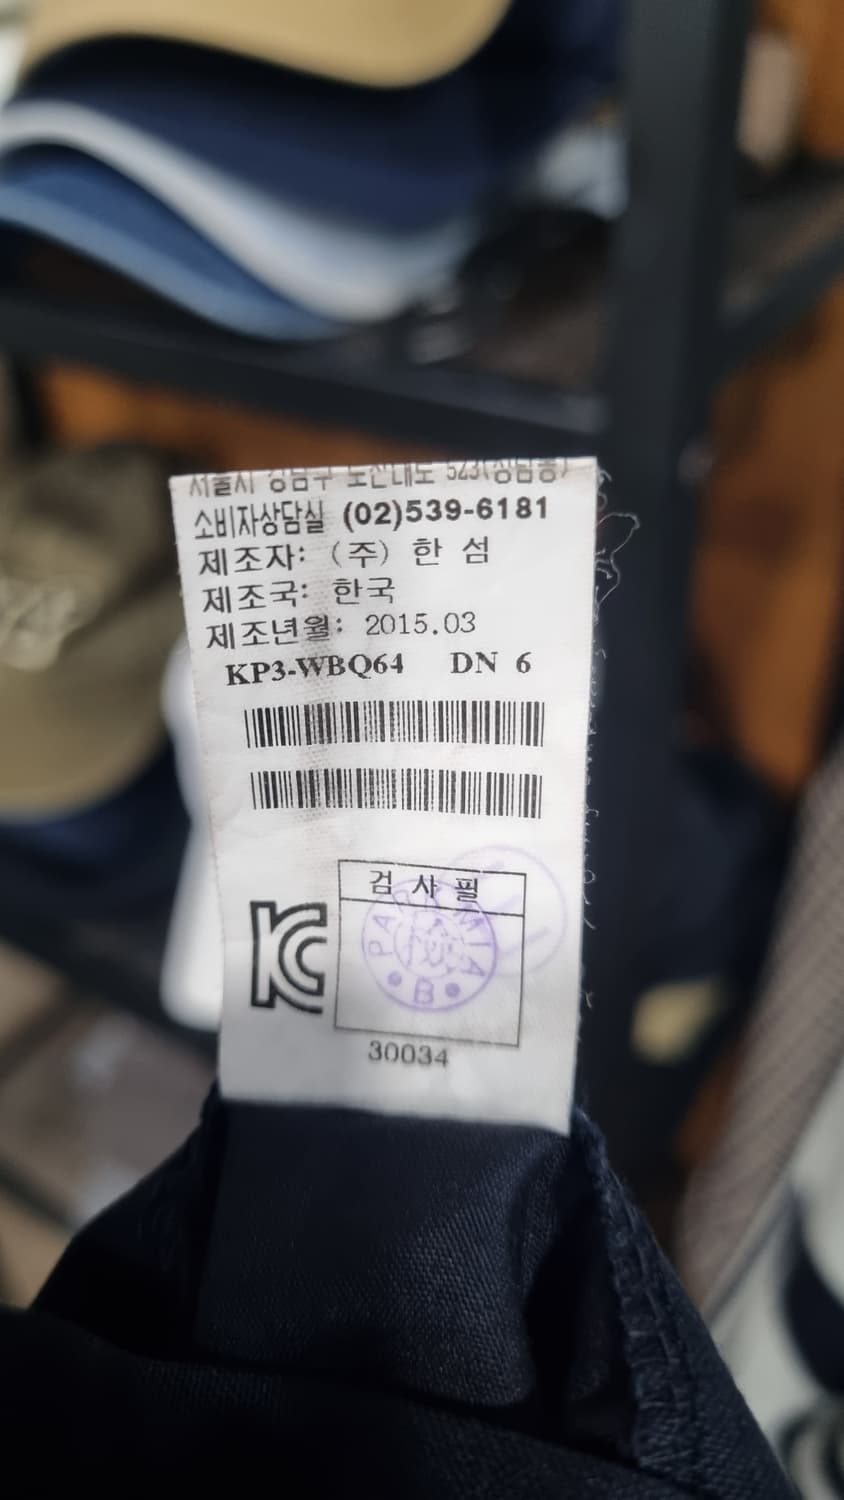 서울시 강남구 도산대로 523(청담동)
소비자상담실 (02)539-6181
제조자: (주) 한 섬
제조국: 한국
제조년월: 2015.03
KP3-WBQ64 DN 6
검 사 필
B
30034